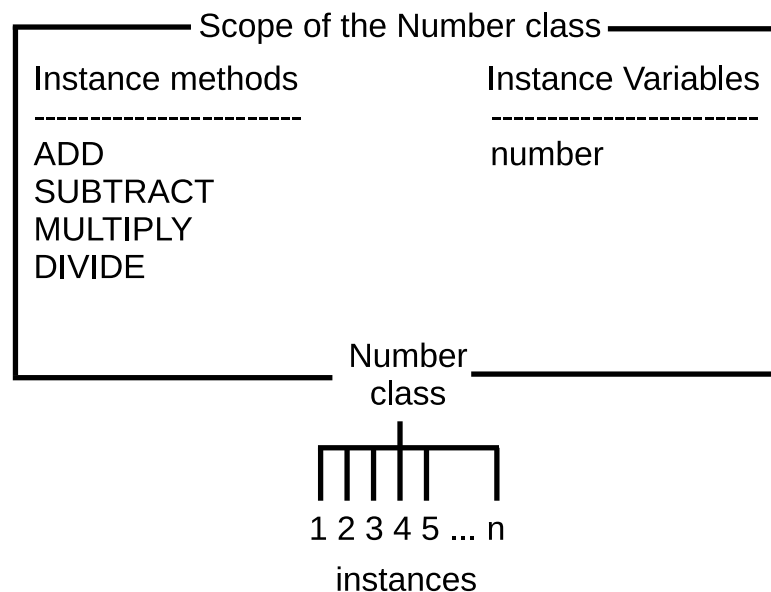 Scope of the Number class
Instance methods
------------------------
ADD
SUBTRACT
MULTIPLY
DIVIDE
Instance Variables
------------------------
number
Number
class
1 2 3 4 5 ... n
instances